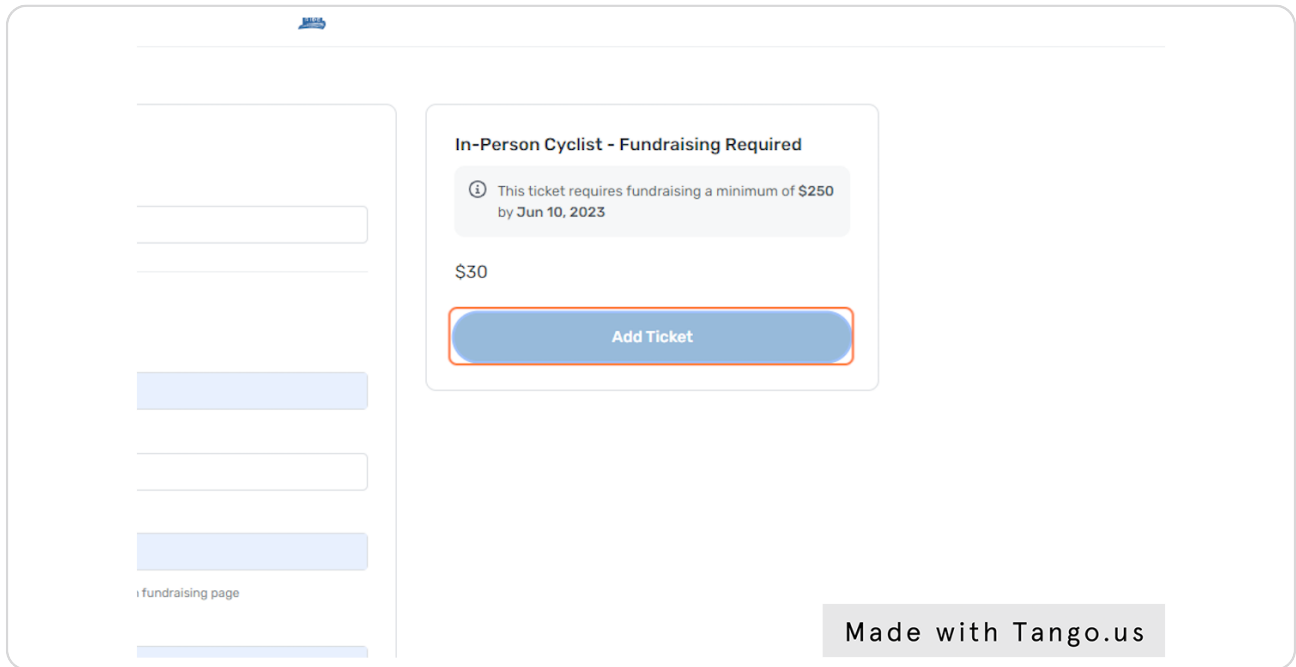 In-Person Cyclist - Fundraising Required
This ticket requires fundraising a minimum of $250
by Jun 10, 2023
$30
Add Ticket
fundraising page
Made with Tango.us